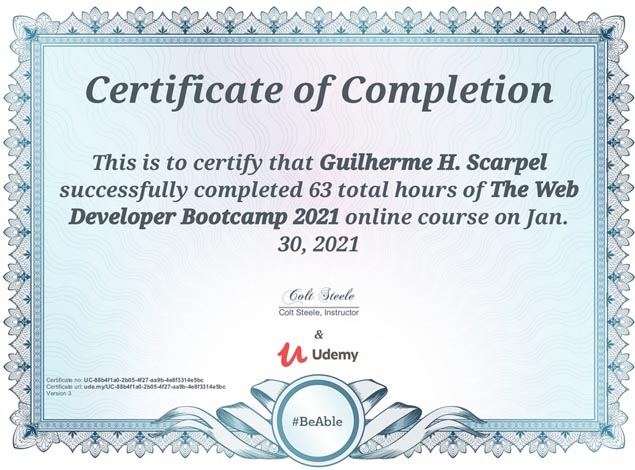 Certificate of Completion
This is to certify that Guilherme H. Scarpel
successfully completed 63 total hours of The Web
Developer Bootcamp 2021 online course on Jan.
30, 2021
Colt Steele
Colt Steele, Instructor
&
Udemy
Certificate no: UC-88b4f1a0-2b05-4f27-aa9b-4e8f3314e5bc
Certificate url: ude.my/UC-88b4f1a0-2b05-4f27-aa9b-4e8f3314e5bc
Version 3
#BeAble